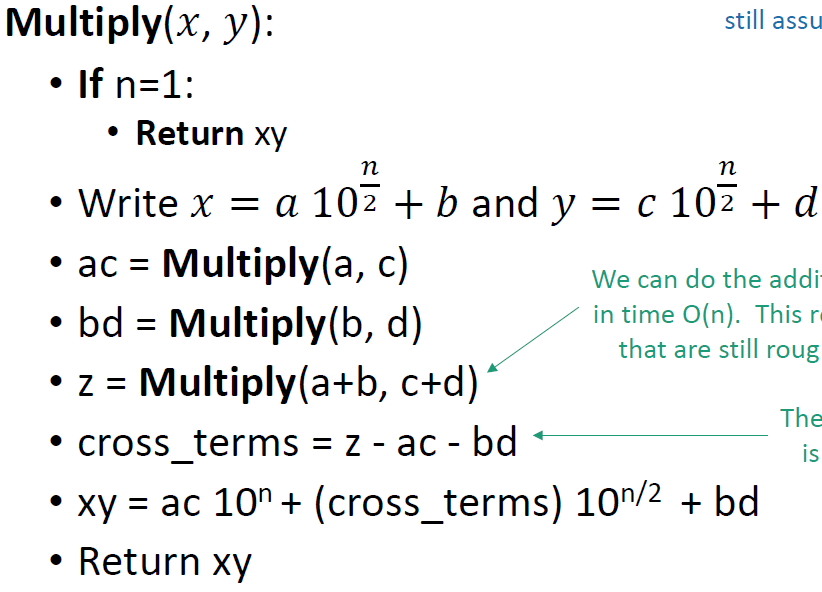 Multiply(x, y):
still assu
• If n=1:
• Return xy
• Write x = a 10^(n/2) + b and y = c 10^(n/2) + d
• ac = Multiply(a, c)
• bd = Multiply(b, d)
• z = Multiply(a+b, c+d)
We can do the addit
in time O(n). This r
that are still roug
• cross_terms = z - ac - bd
The
is
• xy = ac 10ⁿ + (cross_terms) 10^(n/2) + bd
• Return xy